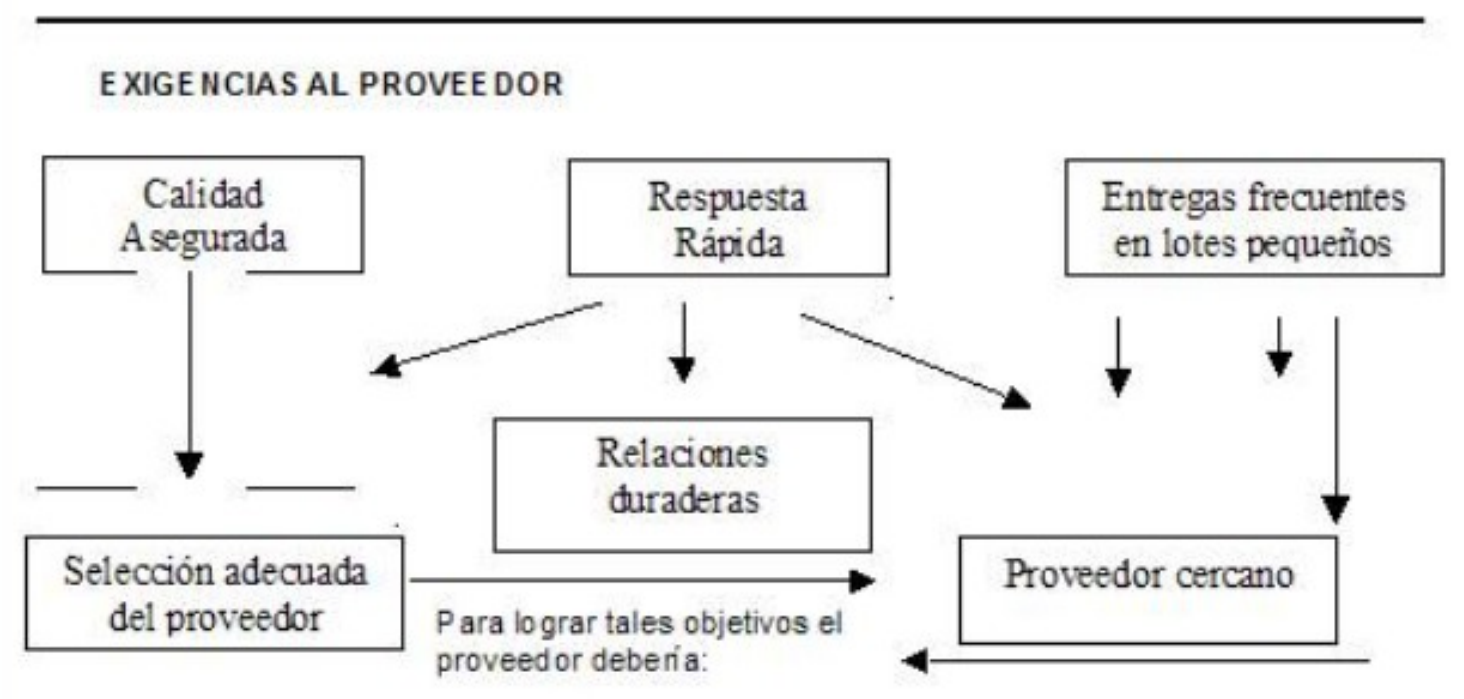 EXIGENCIAS AL PROVEEDOR
Calidad
Asegurada
Respuesta
Rápida
Entregas frecuentes
en lotes pequeños
Relaciones
duraderas
Selección adecuada
del proveedor
Proveedor cercano
Para lograr tales objetivos el
proveedor debería: